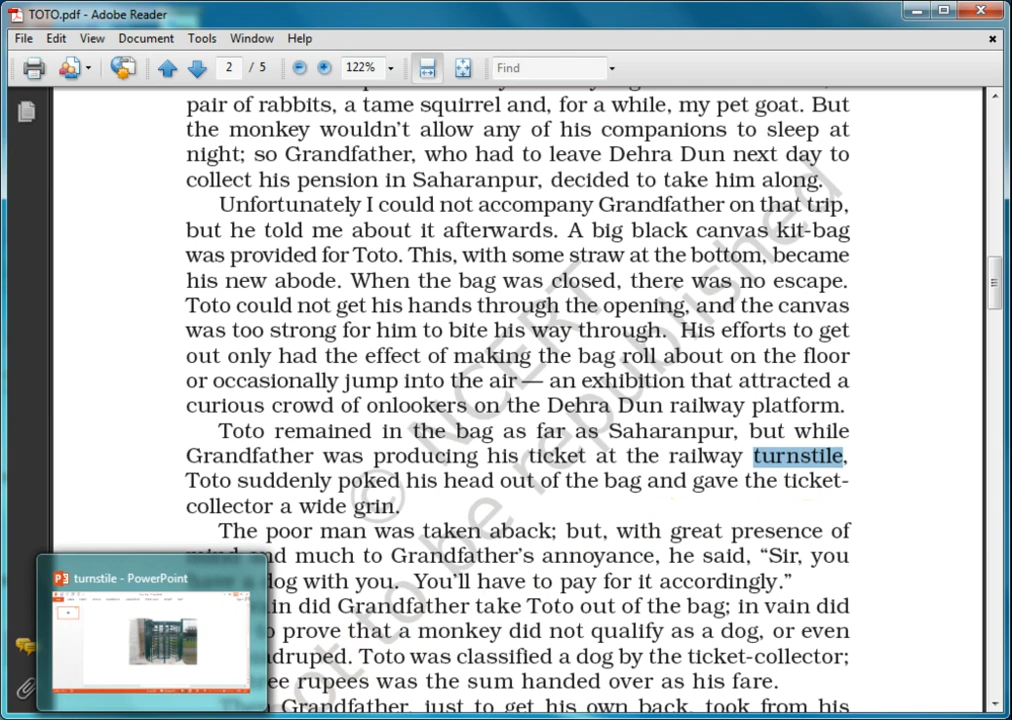 TOTO.pdf - Adobe Reader
File Edit View Document Tools Window Help
2 / 5 122% Find
pair of rabbits, a tame squirrel and, for a while, my pet goat. But
the monkey wouldn't allow any of his companions to sleep at
night; so Grandfather, who had to leave Dehra Dun next day to
collect his pension in Saharanpur, decided to take him along.
Unfortunately I could not accompany Grandfather on that trip,
but he told me about it afterwards. A big black canvas kit-bag
was provided for Toto. This, with some straw at the bottom, became
his new abode. When the bag was closed, there was no escape.
Toto could not get his hands through the opening, and the canvas
was too strong for him to bite his way through. His efforts to get
out only had the effect of making the bag roll about on the floor
or occasionally jump into the air — an exhibition that attracted a
curious crowd of onlookers on the Dehra Dun railway platform.
Toto remained in the bag as far as Saharanpur, but while
Grandfather was producing his ticket at the railway turnstile,
Toto suddenly poked his head out of the bag and gave the ticket-
collector a wide grin.
The poor man was taken aback; but, with great presence of
mind and much to Grandfather's annoyance, he said, “Sir, you
have a dog with you. You'll have to pay for it accordingly.”
did Grandfather take Toto out of the bag; in vain did
to prove that a monkey did not qualify as a dog, or even
Toto was classified a dog by the ticket-collector;
rupees was the sum handed over as his fare.
Grandfather, just to get his own back, took from his
© NCERT
not to be republished
turnstile - PowerPoint